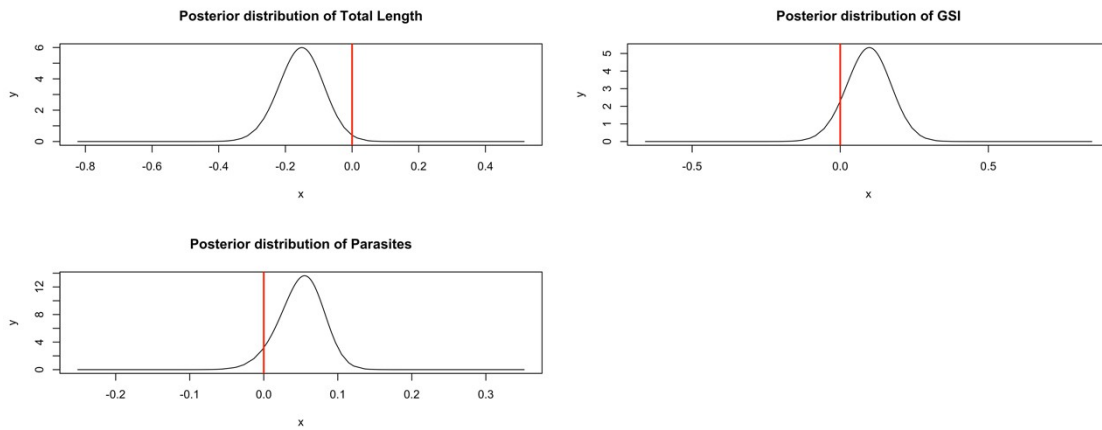 Posterior distribution of Total Length
y
0 2 4 6
-0.8 -0.6 -0.4 -0.2 0.0 0.2 0.4
x
Posterior distribution of GSI
y
0 1 2 3 4 5
-0.5 0.0 0.5
x
Posterior distribution of Parasites
y
0 4 8 12
-0.2 -0.1 0.0 0.1 0.2 0.3
x